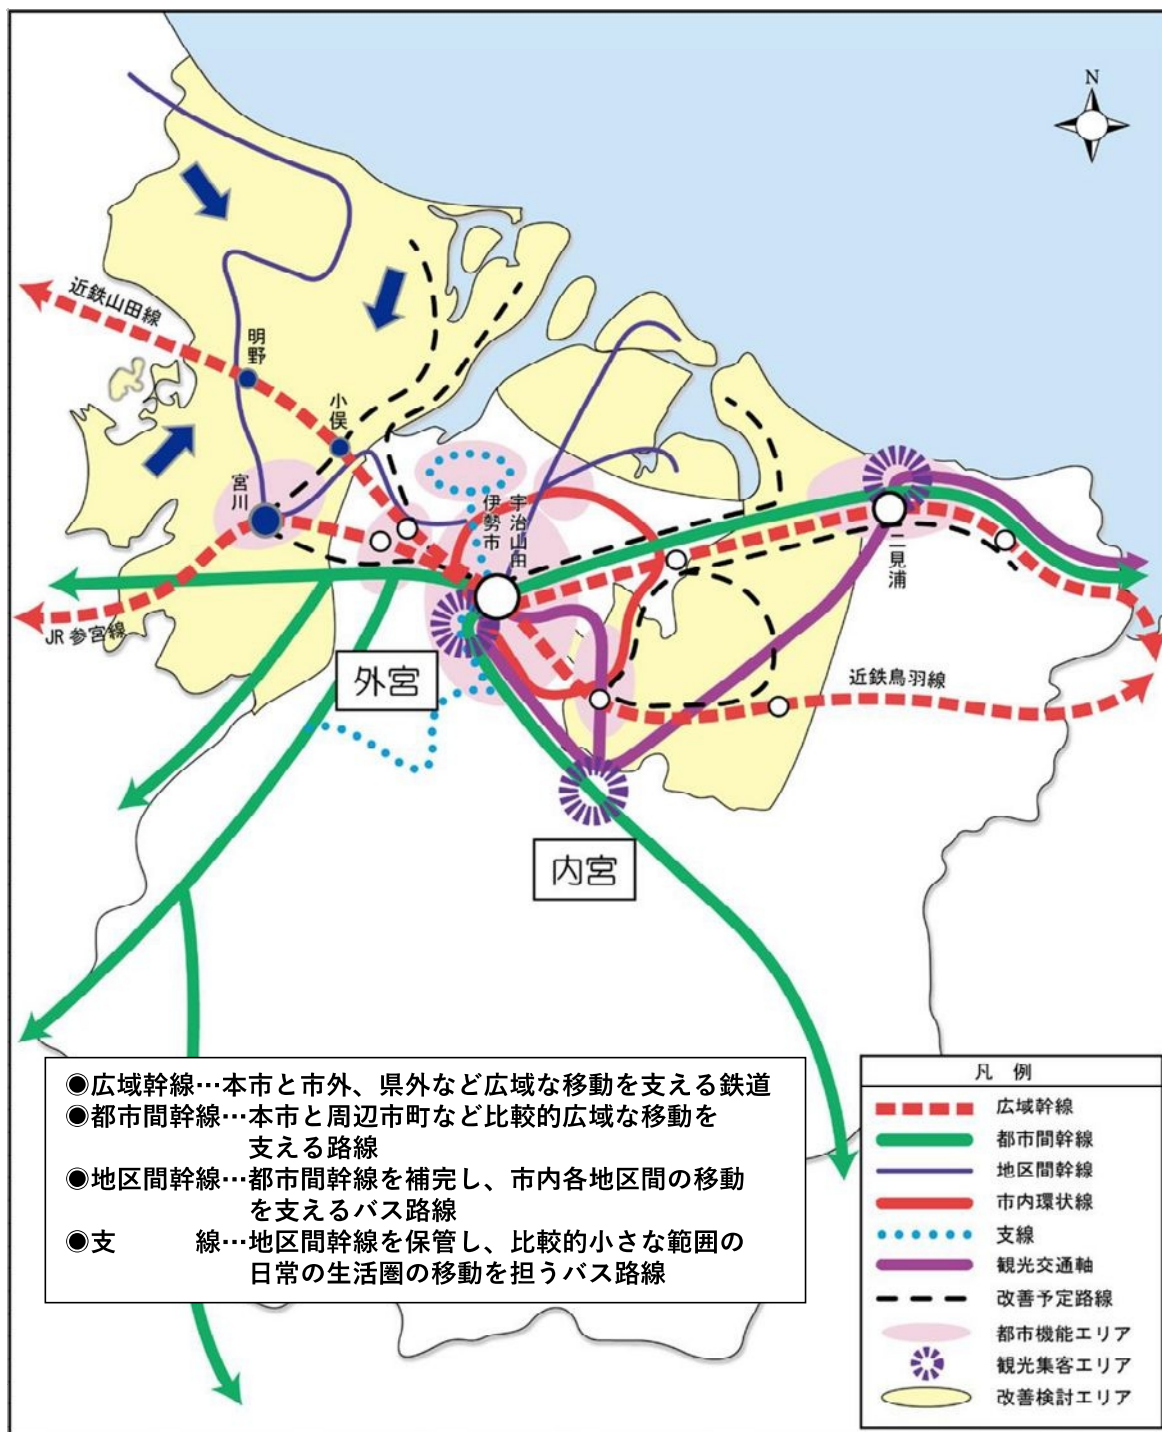 N
近鉄山田線
明野
小俣
宮川
伊勢市
宇治山田
二見浦
JR参宮線
外宮
近鉄鳥羽線
内宮
◉広域幹線…本市と市外、県外など広域な移動を支える鉄道
◉都市間幹線…本市と周辺市町など比較的広域な移動を
支える路線
◉地区間幹線…都市間幹線を補完し、市内各地区間の移動
を支えるバス路線
◉支　　　線…地区間幹線を保管し、比較的小さな範囲の
日常の生活圏の移動を担うバス路線
凡 例
広域幹線
都市間幹線
地区間幹線
市内環状線
支線
観光交通軸
改善予定路線
都市機能エリア
観光集客エリア
改善検討エリア